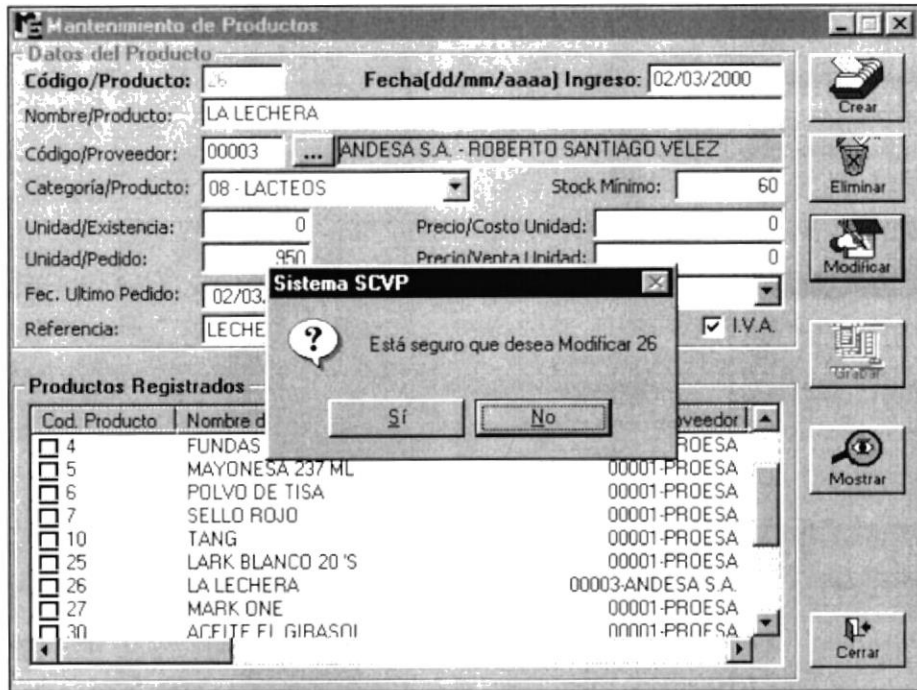 Mantenimiento de Productos
Datos del Producto
Código/Producto: 26 Fecha(dd/mm/aaaa) Ingreso: 02/03/2000
Nombre/Producto: LA LECHERA
Código/Proveedor: 00003 ... ANDESA S.A. - ROBERTO SANTIAGO VELEZ
Categoría/Producto: 08 - LACTEOS Stock Mínimo: 60
Unidad/Existencia: 0 Precio/Costo Unidad: 0
Unidad/Pedido: 950 Precio/Venta Unidad: 0
Fec. Ultimo Pedido: 02/03.
Referencia: LECHE I.V.A.
Sistema SCVP
Está seguro que desea Modificar 26
Sí No
Productos Registrados
Cod. Producto Nombre d oveedor
4 FUNDAS PROESA
5 MAYONESA 237 ML 00001-PROESA
6 POLVO DE TISA 00001-PROESA
7 SELLO ROJO 00001-PROESA
10 TANG 00001-PROESA
25 LARK BLANCO 20 'S 00001-PROESA
26 LA LECHERA 00003-ANDESA S.A.
27 MARK ONE 00001-PROESA
30 ACEITE EL GIRASOL 00001-PROESA
Crear
Eliminar
Modificar
Grabar
Mostrar
Cerrar